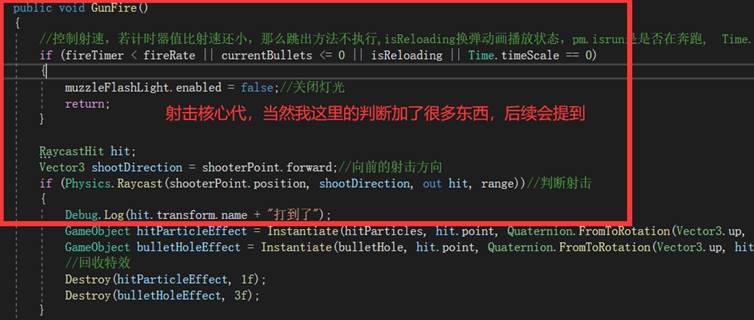 public void GunFire()
{
//控制射速，若计时器值比射速还小，那么跳出方法不执行,isReloading换弹动画播放状态，pm.isrun是是否在奔跑， Time.
if (fireTimer < fireRate || currentBullets <= 0 || isReloading || Time.timeScale == 0)
{
muzzleFlashLight.enabled = false;//关闭灯光
return;
}
射击核心代，当然我这里的判断加了很多东西，后续会提到
RaycastHit hit;
Vector3 shootDirection = shooterPoint.forward;//向前的射击方向
if (Physics.Raycast(shooterPoint.position, shootDirection, out hit, range))//判断射击
{
Debug.Log(hit.transform.name + "打到了");
GameObject hitParticleEffect = Instantiate(hitParticles, hit.point, Quaternion.FromToRotation(Vector3.up,
GameObject bulletHoleEffect = Instantiate(bulletHole, hit.point, Quaternion.FromToRotation(Vector3.up, hit
//回收特效
Destroy(hitParticleEffect, 1f);
Destroy(bulletHoleEffect, 3f);